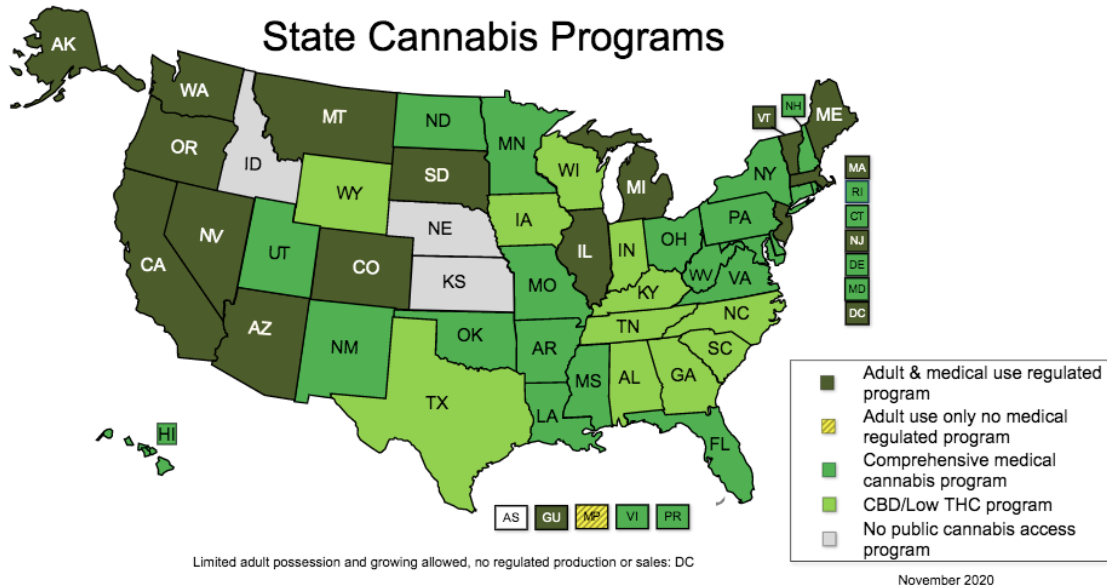 State Cannabis Programs
AK
WA
MT
ND
MN
VT
NH
ME
OR
ID
SD
WI
MI
NY
MA
WY
RI
IA
NE
PA
CT
NV
IL
IN
OH
NJ
UT
CO
CA
KS
MO
WV
VA
DE
KY
MD
NC
DC
AZ
NM
OK
TN
AR
SC
MS
AL
GA
TX
LA
HI
FL
AS
GU
MP
VI
PR
Adult & medical use regulated
program
Adult use only no medical
regulated program
Comprehensive medical
cannabis program
CBD/Low THC program
No public cannabis access
program
Limited adult possession and growing allowed, no regulated production or sales: DC
November 2020